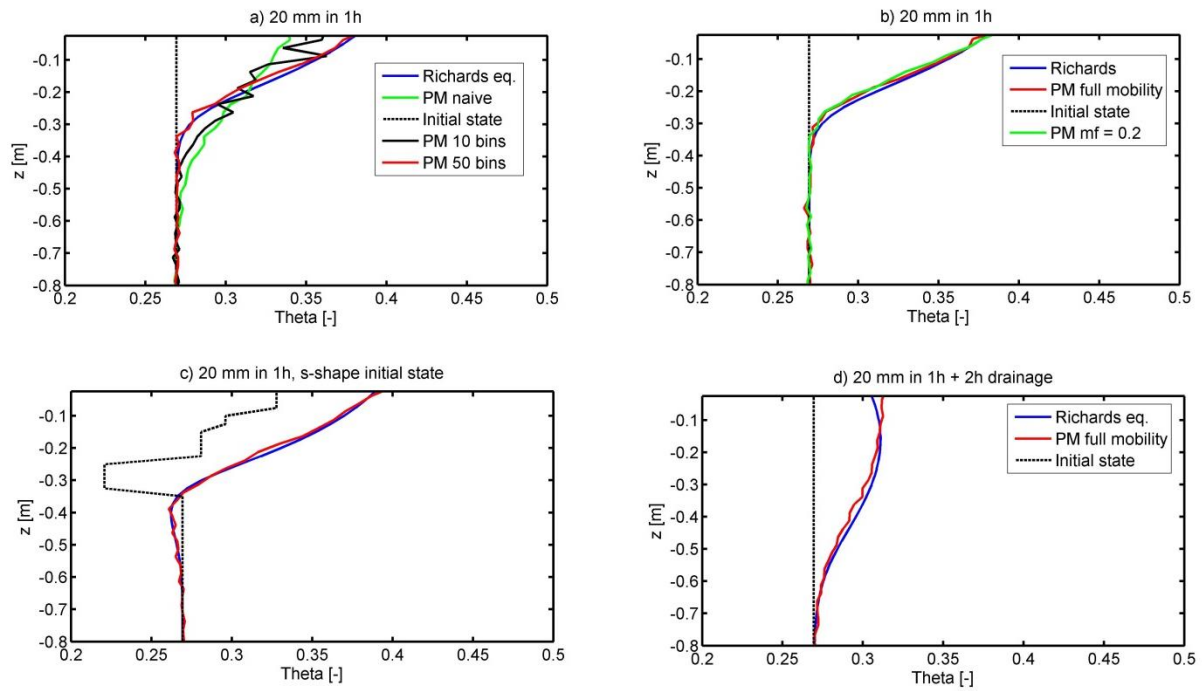 a) 20 mm in 1h
-0.1
-0.2
-0.3
-0.4
-0.5
-0.6
-0.7
-0.8
z [m]
0.2 0.25 0.3 0.35 0.4 0.45 0.5
Theta [-]
Richards eq.
PM naive
Initial state
PM 10 bins
PM 50 bins
b) 20 mm in 1h
-0.1
-0.2
-0.3
-0.4
-0.5
-0.6
-0.7
-0.8
z [m]
0.2 0.25 0.3 0.35 0.4 0.45 0.5
Theta [-]
Richards
PM full mobility
Initial state
PM mf = 0.2
c) 20 mm in 1h, s-shape initial state
-0.1
-0.2
-0.3
-0.4
-0.5
-0.6
-0.7
-0.8
z [m]
0.2 0.25 0.3 0.35 0.4 0.45 0.5
Theta [-]
d) 20 mm in 1h + 2h drainage
-0.1
-0.2
-0.3
-0.4
-0.5
-0.6
-0.7
-0.8
z [m]
0.2 0.25 0.3 0.35 0.4 0.45 0.5
Theta [-]
Richards eq.
PM full mobility
Initial state